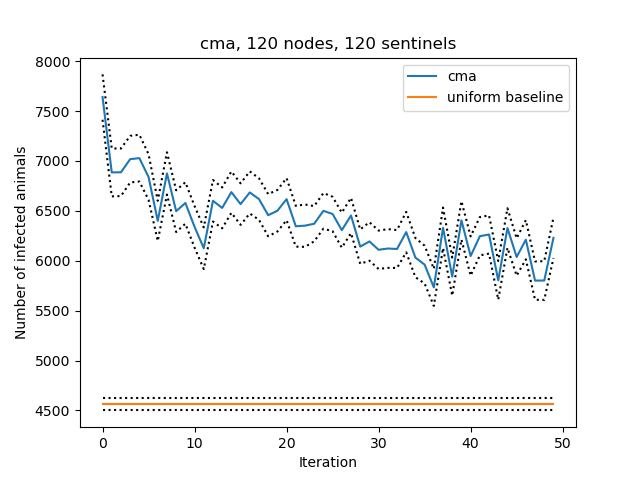 cma, 120 nodes, 120 sentinels
cma
uniform baseline
Number of infected animals
8000
7500
7000
6500
6000
5500
5000
4500
0
10
20
30
40
50
Iteration